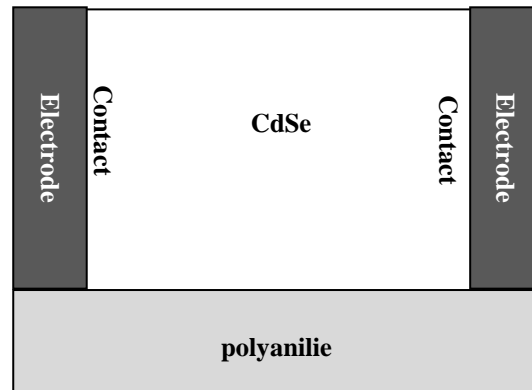 Electrode
Contact
CdSe
Contact
Electrode
polyanilie